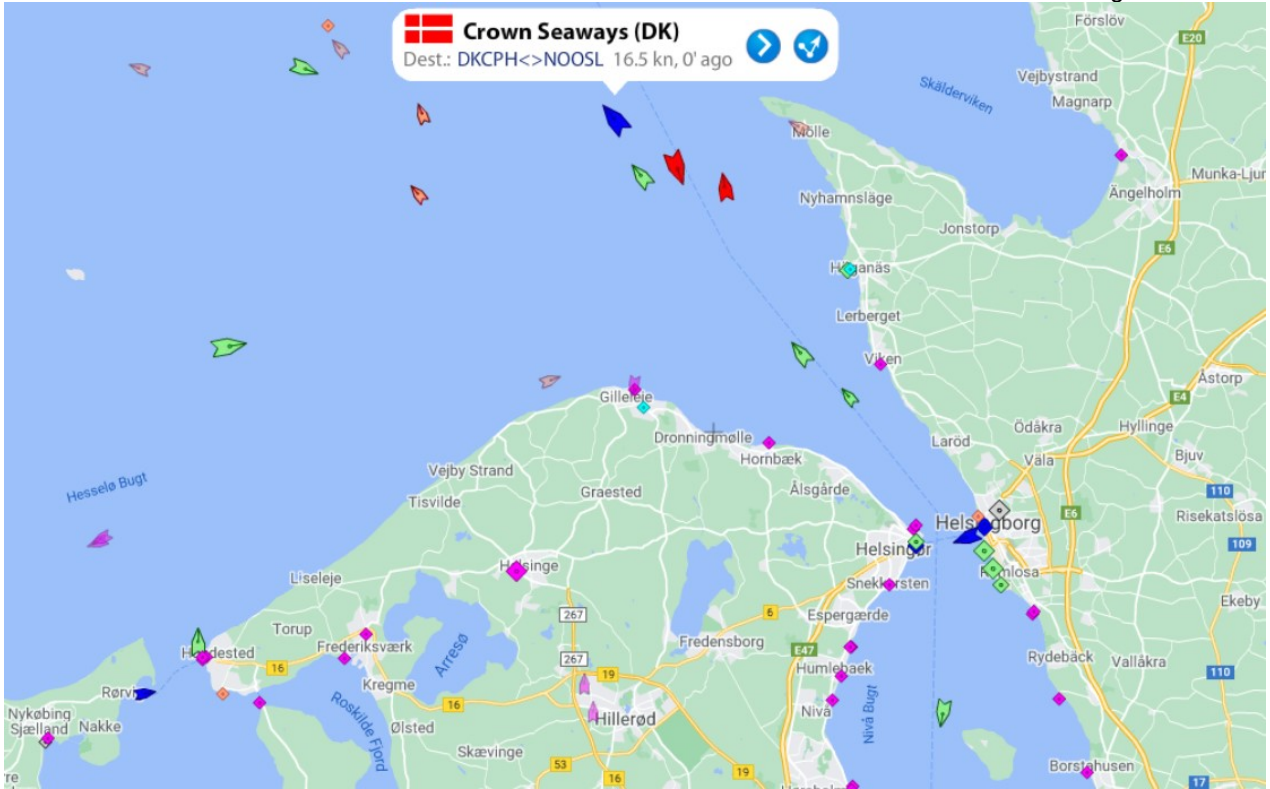 Crown Seaways (DK)
Dest.: DKCPH<>NOOSL 16.5 kn, 0' ago
Förslöv
E20
Vejbystrand
Magnarp
Skälderviken
Mölle
Munka-Ljur
Ängelholm
Nyhamnsläge
Jonstorp
E6
Lerberget
Viken
Åstorp
E4
Gilleleje
Ödåkra
Hyllinge
Dronningmølle
Laröd
Väla
Bjuv
Hornbæk
Vejby Strand
Graested
Ålsgårde
110
Hesselø Bugt
Tisvilde
E6
Risekatslösa
Helsingborg
109
Helsingør
Liseleje
Snekkersten
Ekeby
267
6
Espergærde
Torup
Fredensborg
Frederiksværk
Arresø
E47
267
Rydebäck
Vallåkra
16
19
Humlebaek
110
Kregme
Nykøbing
Sjælland
Nakke
Roskilde Fjord
16
Ølsted
Hillerød
Nivå
Nivå Bugt
Skævinge
53
16
19
Borstahusen
17